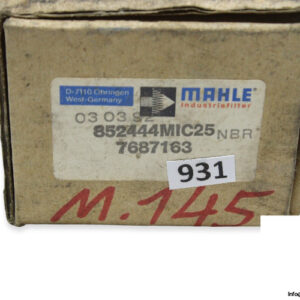 D-7110 Öhringen
West-Germany
MAHLE
Industriefilter
03 03 92
852444MIC25 NBR
7687163
931
M.145